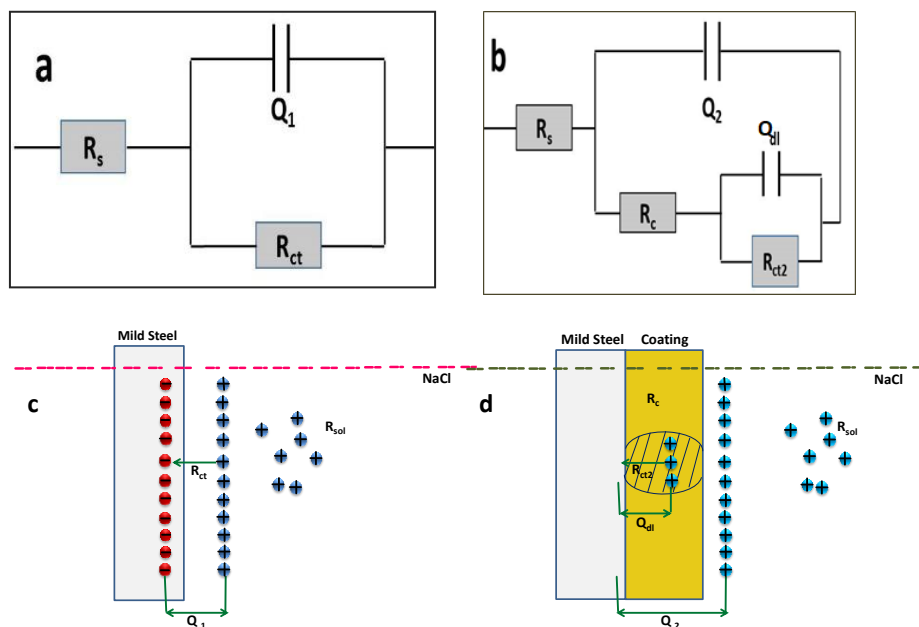 a
Q1
Rs
Rct
b
Q2
Rs
Qdl
Rc
Rct2
Mild Steel
NaCl
c
Rsol
Rct
Q1
Mild Steel Coating
NaCl
d
Rc
Rsol
Rct2
Qdl
Q2